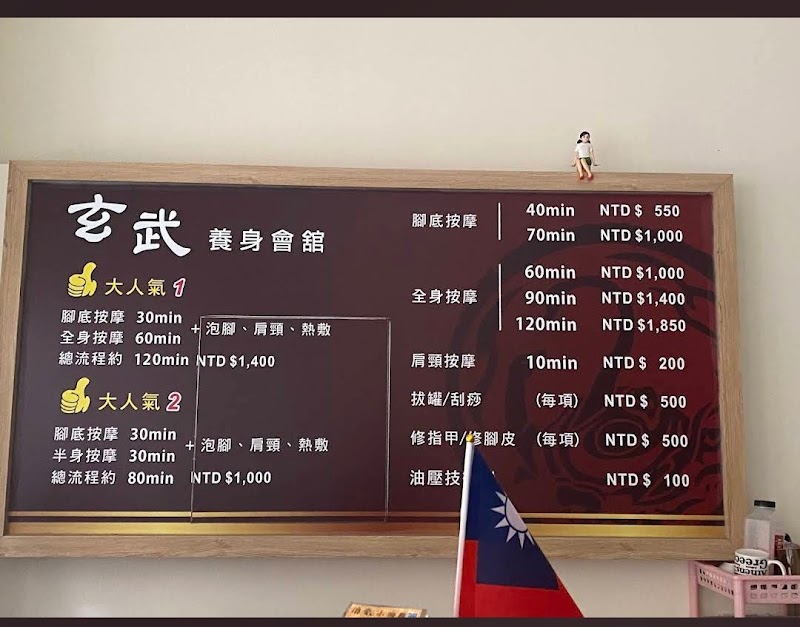 玄武 養身會舘
大人氣 1
腳底按摩 30min
全身按摩 60min
+ 泡腳、肩頸、熱敷
總流程約 120min NTD $1,400
大人氣 2
腳底按摩 30min
半身按摩 30min
+ 泡腳、肩頸、熱敷
總流程約 80min NTD $1,000
腳底按摩
40min NTD $ 550
70min NTD $1,000
全身按摩
60min NTD $1,000
90min NTD $1,400
120min NTD $1,850
肩頸按摩 10min NTD $ 200
拔罐/刮痧 (每項) NTD $ 500
修指甲/修腳皮 (每項) NTD $ 500
油壓技 NTD $ 100